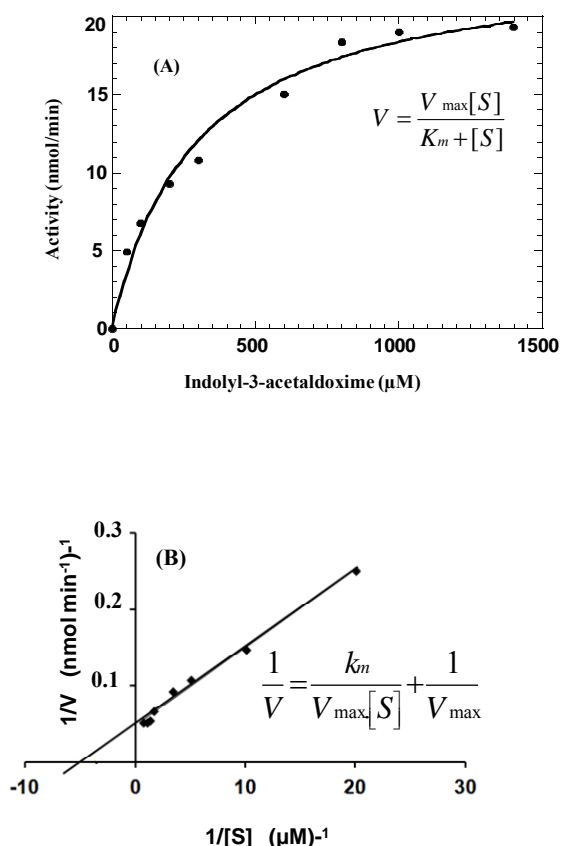 20
15
10
5
0
Activity (nmol/min)
(A)
V = V max[S] / Km + [S]
0 500 1000 1500
Indolyl-3-acetaldoxime (µM)
0.3
0.2
0.1
1/V (nmol min-1)-1
(B)
1/V = km / Vmax.[S] + 1/Vmax
-10 0 10 20 30
1/[S] (µM)-1